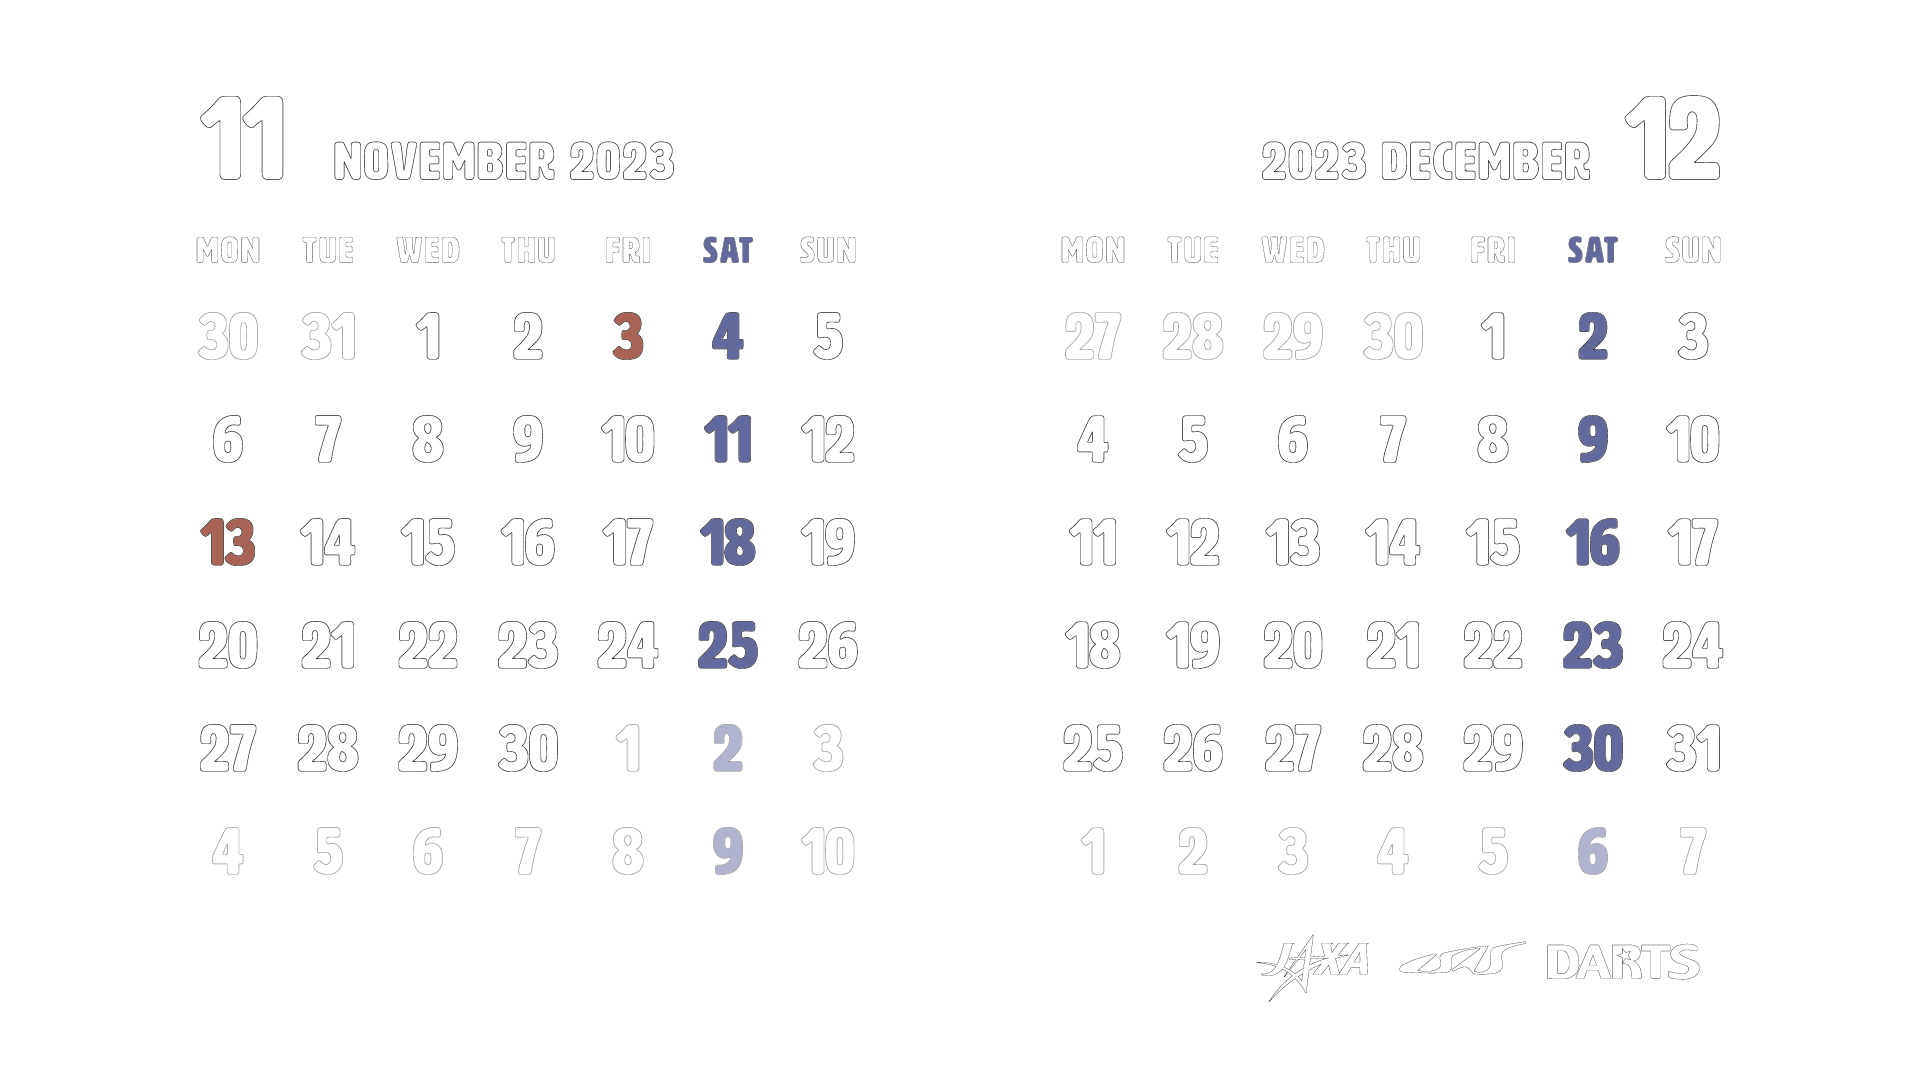 11 NOVEMBER 2023
MON TUE WED THU FRI SAT SUN
30 31 1 2 3 4 5
6 7 8 9 10 11 12
13 14 15 16 17 18 19
20 21 22 23 24 25 26
27 28 29 30 1 2 3
4 5 6 7 8 9 10
2023 DECEMBER 12
MON TUE WED THU FRI SAT SUN
27 28 29 30 1 2 3
4 5 6 7 8 9 10
11 12 13 14 15 16 17
18 19 20 21 22 23 24
25 26 27 28 29 30 31
1 2 3 4 5 6 7
JAXA ISAS DARTS